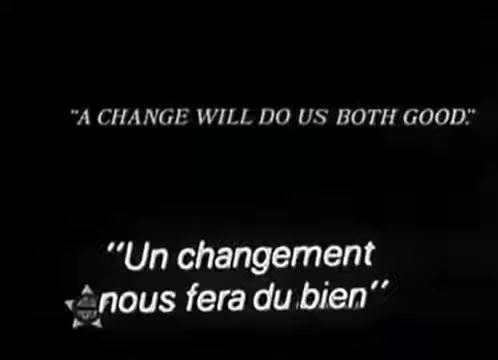 "A CHANGE WILL DO US BOTH GOOD."
"Un changement
nous fera du bien"